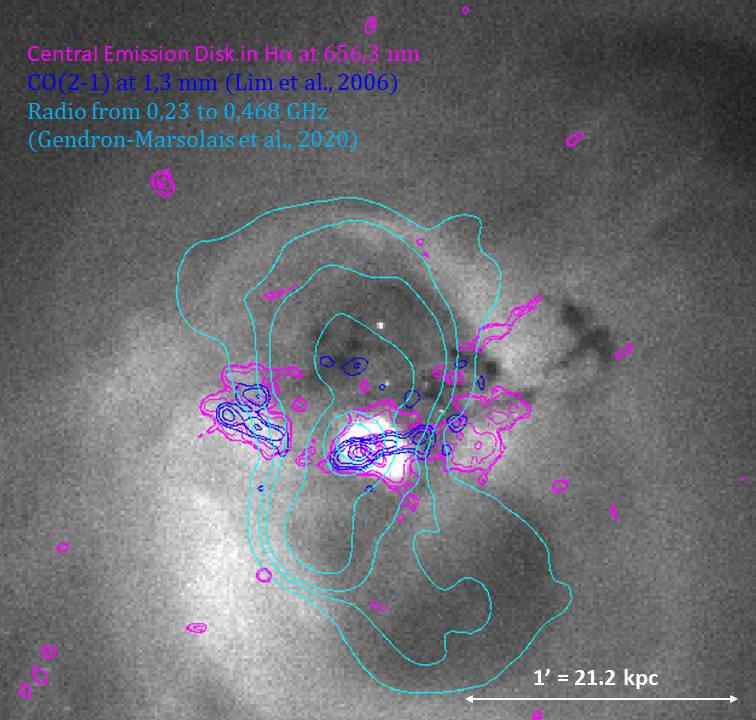 Central Emission Disk in Hα at 656,3 nm
CO(2-1) at 1,3 mm (Lim et al., 2006)
Radio from 0,23 to 0,468 GHz
(Gendron-Marsolais et al., 2020)
1’ = 21.2 kpc